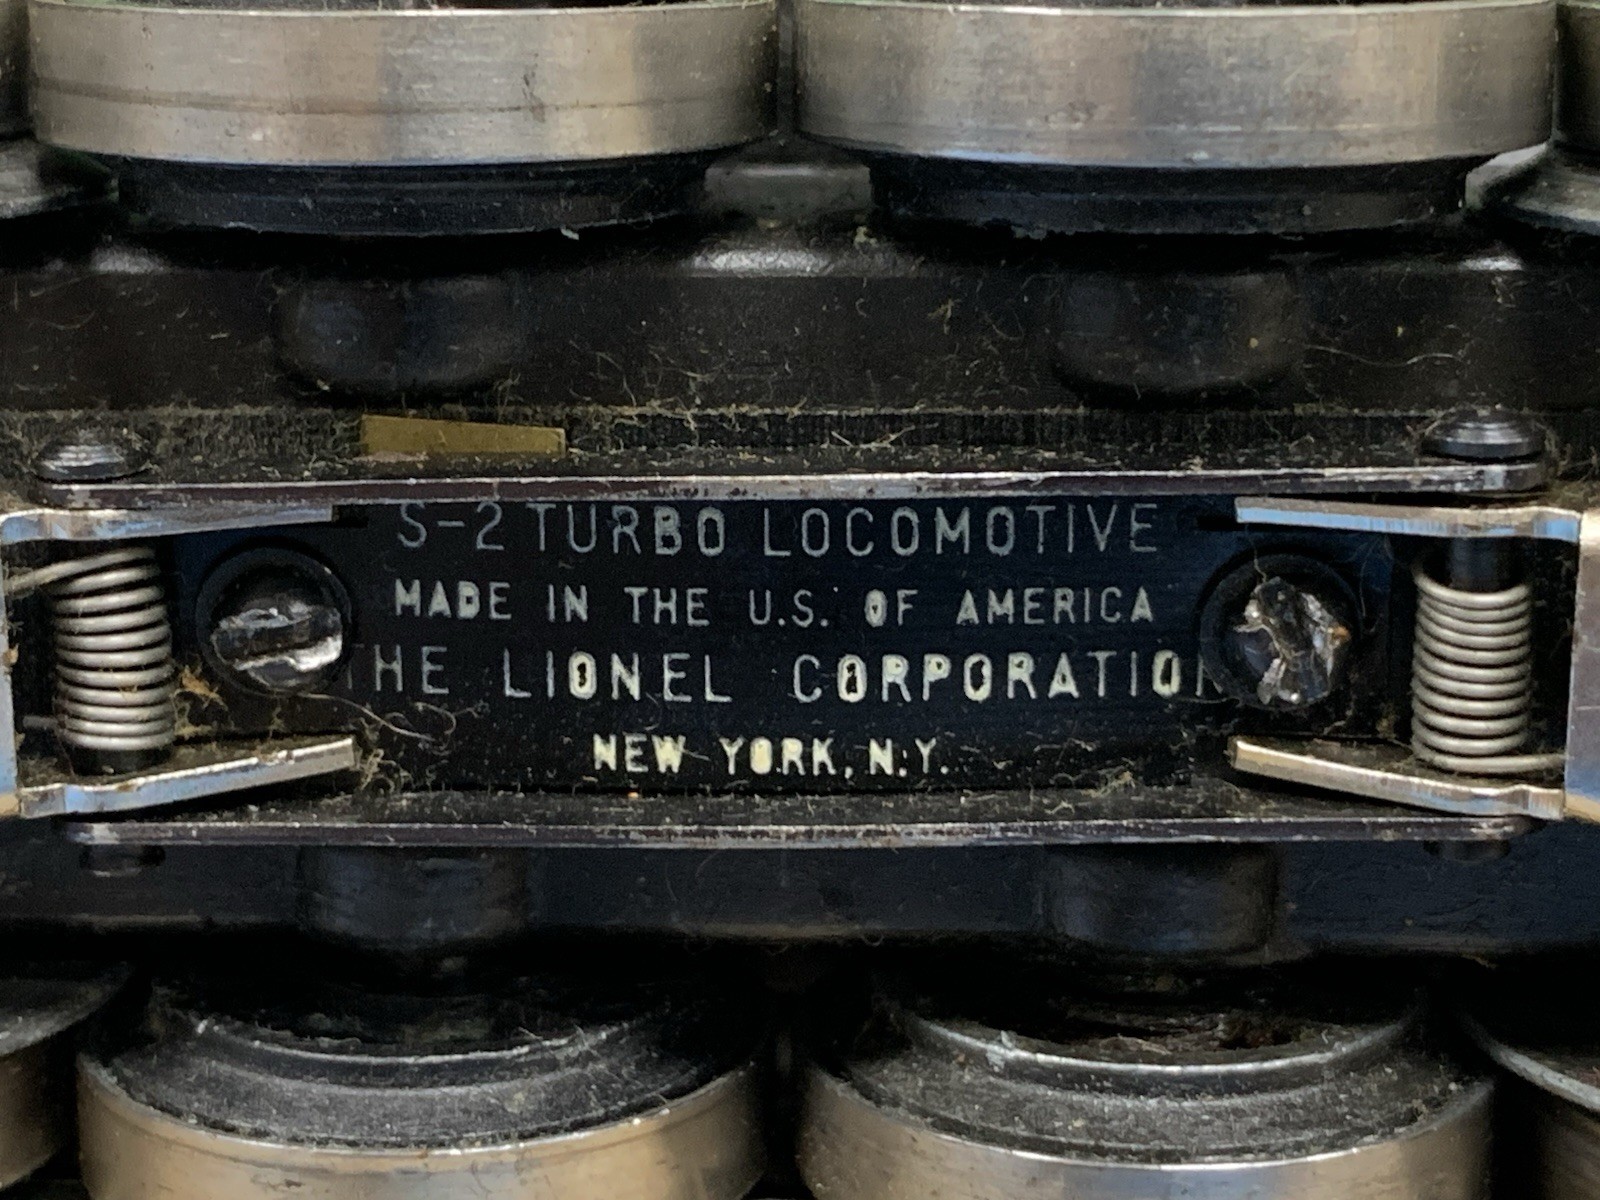 S-2 TURBO LOCOMOTIVE
MADE IN THE U.S. OF AMERICA
THE LIONEL CORPORATION
NEW YORK, N.Y.